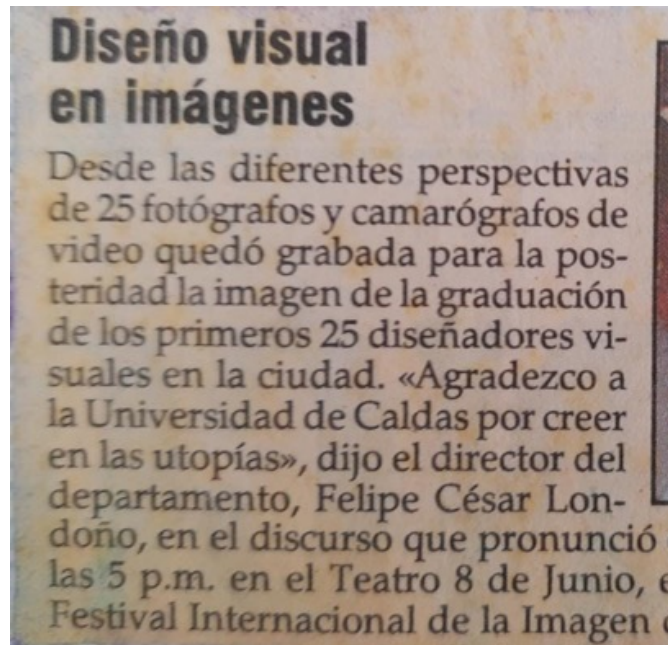 Diseño visual
en imágenes
Desde las diferentes perspectivas
de 25 fotógrafos y camarógrafos de
video quedó grabada para la pos-
teridad la imagen de la graduación
de los primeros 25 diseñadores vi-
suales en la ciudad. «Agradezco a
la Universidad de Caldas por creer
en las utopías», dijo el director del
departamento, Felipe César Lon-
doño, en el discurso que pronunció
las 5 p.m. en el Teatro 8 de Junio,
Festival Internacional de la Imagen